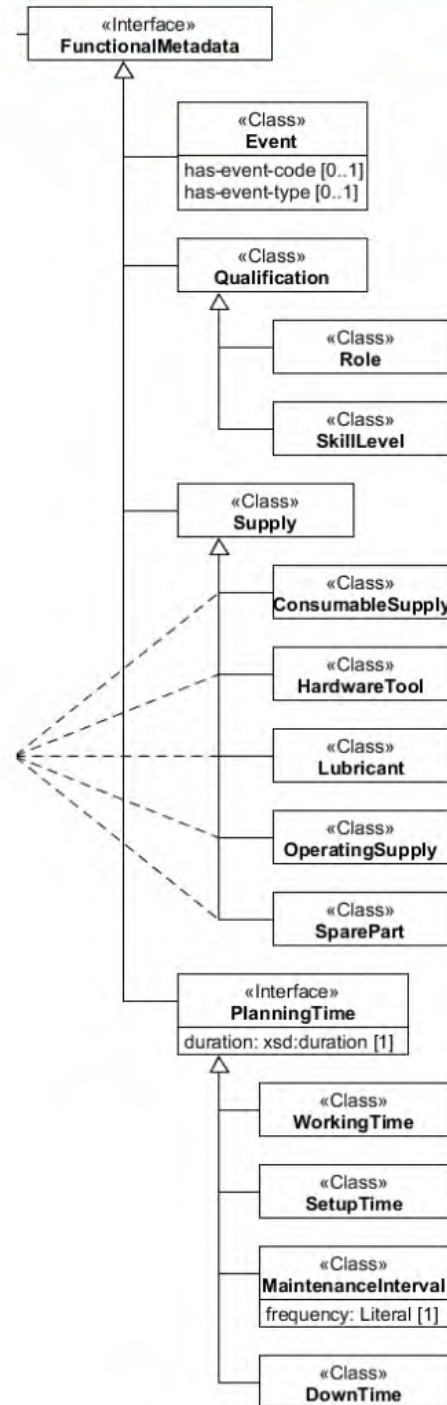 «Interface»
FunctionalMetadata
«Class»
Event
has-event-code [0..1]
has-event-type [0..1]
«Class»
Qualification
«Class»
Role
«Class»
SkillLevel
«Class»
Supply
«Class»
ConsumableSupply
«Class»
HardwareTool
«Class»
Lubricant
«Class»
OperatingSupply
«Class»
SparePart
«Interface»
PlanningTime
duration: xsd:duration [1]
«Class»
WorkingTime
«Class»
SetupTime
«Class»
MaintenanceInterval
frequency: Literal [1]
«Class»
DownTime